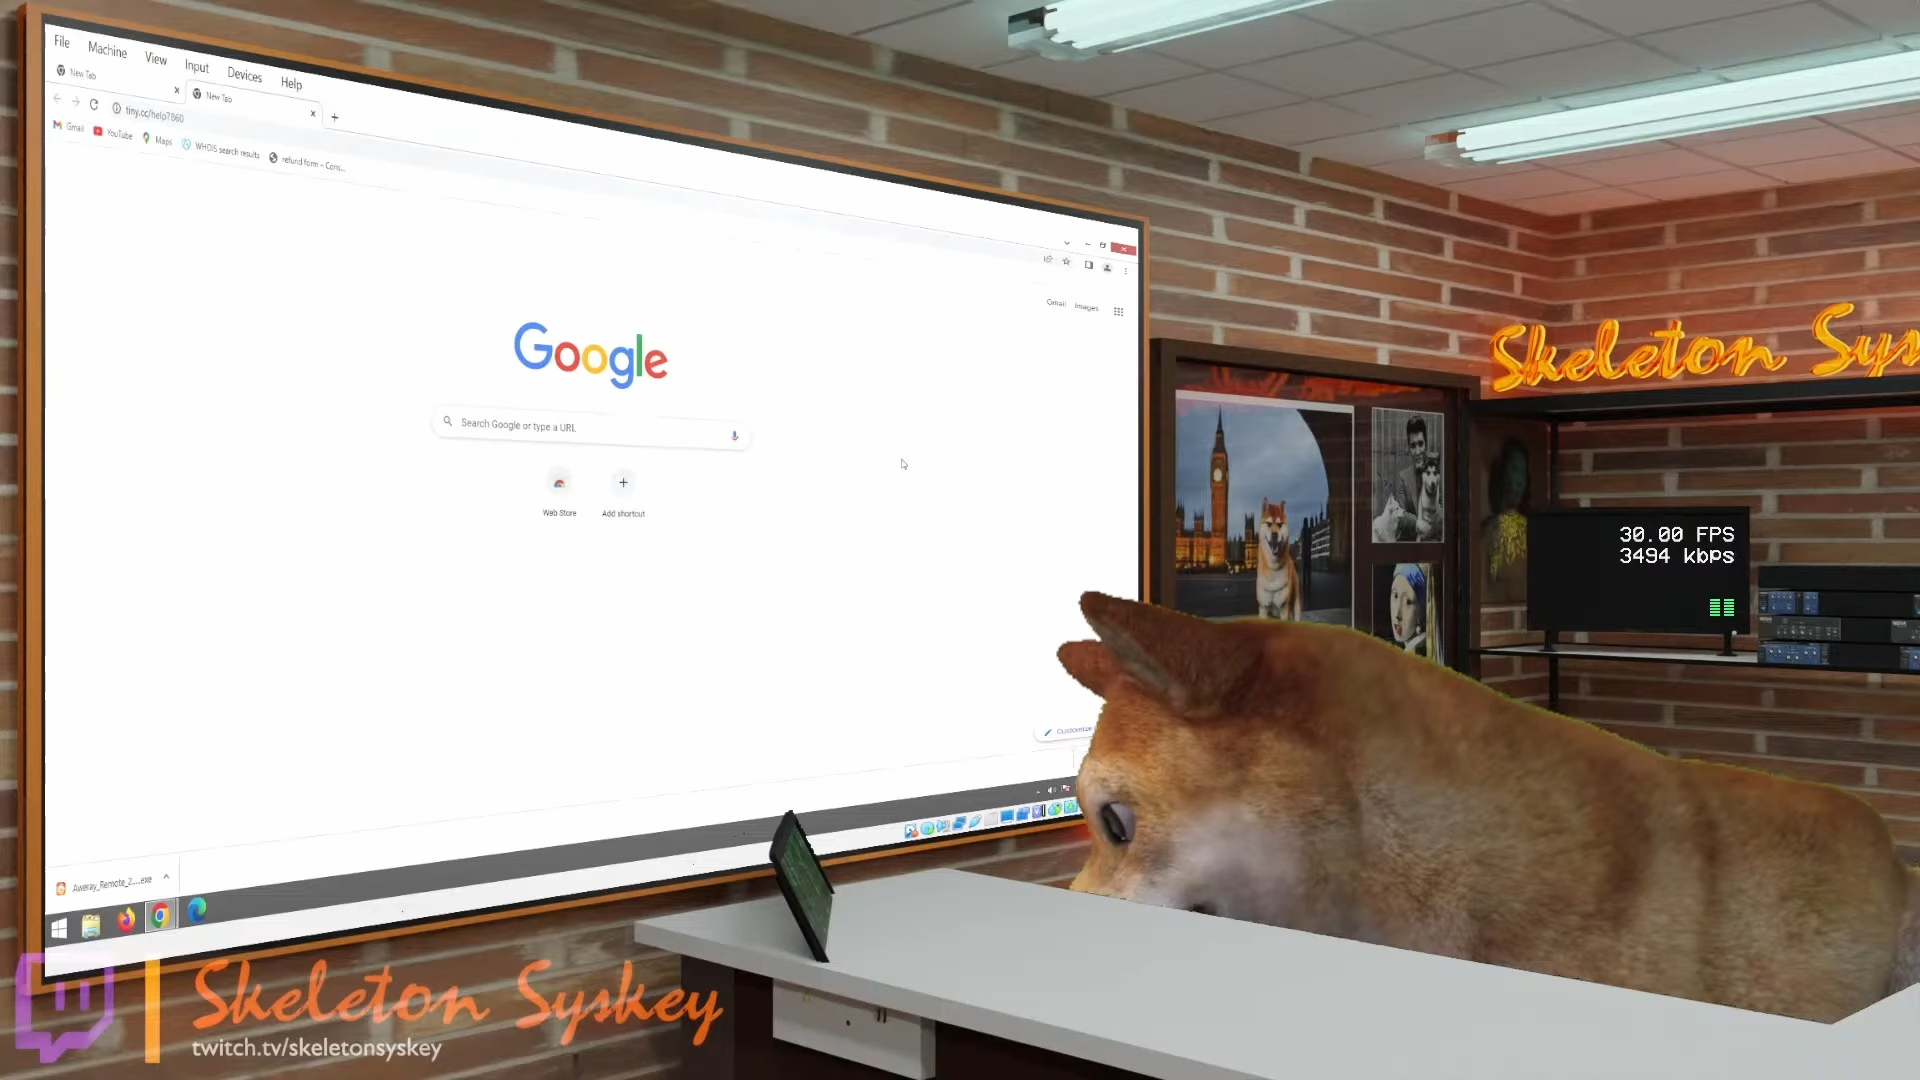 File Machine View Input Devices Help
New Tab
New Tab
tiny.cc/help7860
Gmail YouTube Maps WHOIS search results refund form – Cons...
Gmail Images
Google
Search Google or type a URL
Web Store Add shortcut
Customize
Aweray_Remote_2....exe
Skeleton Sys
30.00 FPS
3494 kbps
Skeleton Syskey
twitch.tv/skeletonsyskey